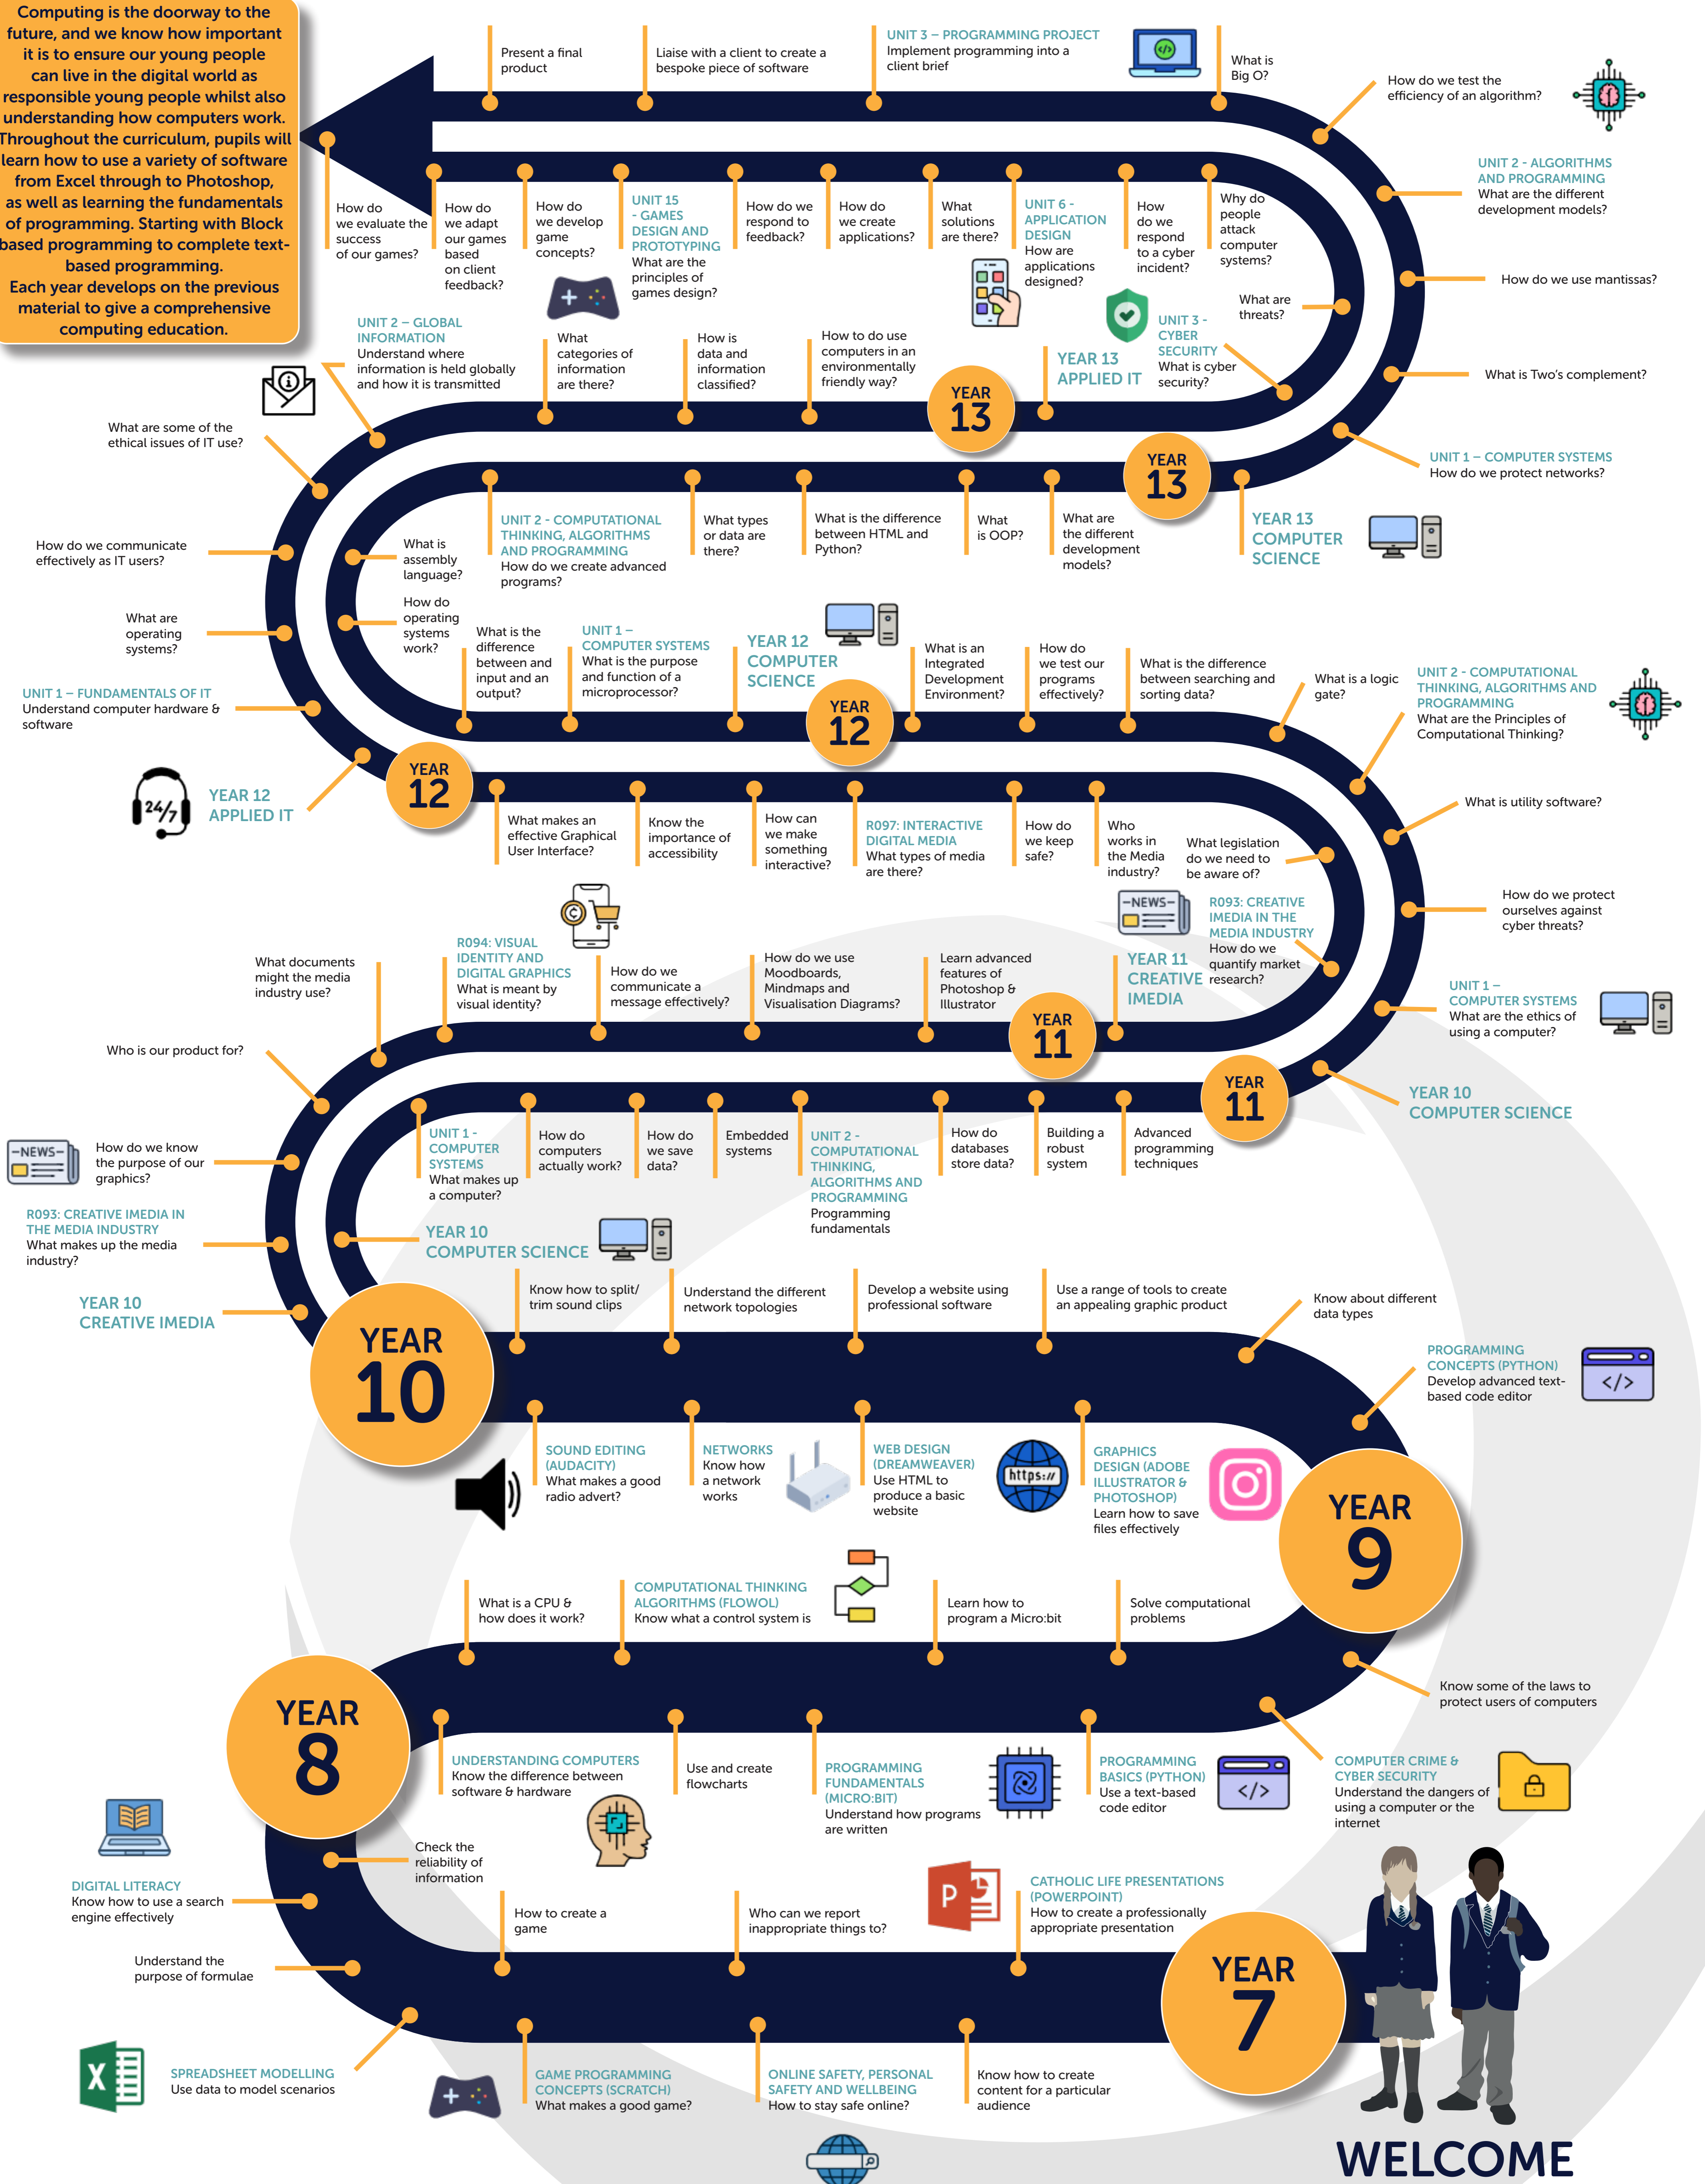 Computing is the doorway to the
future, and we know how important
it is to ensure our young people
can live in the digital world as
responsible young people whilst also
understanding how computers work.
Throughout the curriculum, pupils will
learn how to use a variety of software
from Excel through to Photoshop,
as well as learning the fundamentals
of programming. Starting with Block
based programming to complete text-
based programming.
Each year develops on the previous
material to give a comprehensive
computing education.
Present a final
product
Liaise with a client to create a
bespoke piece of software
UNIT 3 – PROGRAMMING PROJECT
Implement programming into a
client brief
What is
Big O?
How do we test the
efficiency of an algorithm?
UNIT 2 - ALGORITHMS
AND PROGRAMMING
What are the different
development models?
How do we use mantissas?
What is Two's complement?
UNIT 1 – COMPUTER SYSTEMS
How do we protect networks?
How do
we evaluate the
success
of our games?
How do
we adapt
our games
based
on client
feedback?
How do
we develop
game
concepts?
UNIT 15
- GAMES
DESIGN AND
PROTOTYPING
What are the
principles of
games design?
How do we
respond to
feedback?
How do
we create
applications?
What
solutions
are there?
UNIT 6 -
APPLICATION
DESIGN
How are
applications
designed?
How
do we
respond
to a cyber
incident?
Why do
people
attack
computer
systems?
What are
threats?
UNIT 3 -
CYBER
SECURITY
What is cyber
security?
YEAR 13
APPLIED IT
YEAR
13
How to do use
computers in an
environmentally
friendly way?
How is
data and
information
classified?
What
categories of
information
are there?
UNIT 2 – GLOBAL
INFORMATION
Understand where
information is held globally
and how it is transmitted
What are some of the
ethical issues of IT use?
How do we communicate
effectively as IT users?
What are
operating
systems?
UNIT 1 – FUNDAMENTALS OF IT
Understand computer hardware &
software
24/7
YEAR 12
APPLIED IT
YEAR
12
YEAR
13
YEAR 13
COMPUTER
SCIENCE
What are
the different
development
models?
What
is OOP?
What is the difference
between HTML and
Python?
What types
or data are
there?
UNIT 2 - COMPUTATIONAL
THINKING, ALGORITHMS
AND PROGRAMMING
How do we create advanced
programs?
What is
assembly
language?
How do
operating
systems
work?
What is the
difference
between and
input and an
output?
UNIT 1 –
COMPUTER SYSTEMS
What is the purpose
and function of a
microprocessor?
YEAR 12
COMPUTER
SCIENCE
YEAR
12
What is an
Integrated
Development
Environment?
How do
we test our
programs
effectively?
What is the difference
between searching and
sorting data?
What is a logic
gate?
UNIT 2 - COMPUTATIONAL
THINKING, ALGORITHMS AND
PROGRAMMING
What are the Principles of
Computational Thinking?
What is utility software?
How do we protect
ourselves against
cyber threats?
UNIT 1 –
COMPUTER SYSTEMS
What are the ethics of
using a computer?
YEAR 10
COMPUTER SCIENCE
YEAR
11
What makes an
effective Graphical
User Interface?
Know the
importance of
accessibility
How can
we make
something
interactive?
R097: INTERACTIVE
DIGITAL MEDIA
What types of media
are there?
How do
we keep
safe?
Who
works in
the Media
industry?
What legislation
do we need to
be aware of?
–NEWS–
R093: CREATIVE
IMEDIA IN THE
MEDIA INDUSTRY
How do we
quantify market
research?
YEAR 11
CREATIVE
IMEDIA
YEAR
11
Learn advanced
features of
Photoshop &
Illustrator
How do we use
Moodboards,
Mindmaps and
Visualisation Diagrams?
How do we
communicate a
message effectively?
R094: VISUAL
IDENTITY AND
DIGITAL GRAPHICS
What is meant by
visual identity?
What documents
might the media
industry use?
Who is our product for?
–NEWS–
How do we know
the purpose of our
graphics?
R093: CREATIVE IMEDIA IN
THE MEDIA INDUSTRY
What makes up the media
industry?
YEAR 10
CREATIVE IMEDIA
UNIT 1 -
COMPUTER
SYSTEMS
What makes up
a computer?
How do
computers
actually work?
How do
we save
data?
Embedded
systems
UNIT 2 -
COMPUTATIONAL
THINKING,
ALGORITHMS AND
PROGRAMMING
Programming
fundamentals
How do
databases
store data?
Building a
robust
system
Advanced
programming
techniques
YEAR 10
COMPUTER SCIENCE
YEAR
10
Know how to split/
trim sound clips
Understand the different
network topologies
Develop a website using
professional software
Use a range of tools to create
an appealing graphic product
Know about different
data types
PROGRAMMING
CONCEPTS (PYTHON)
Develop advanced text-
based code editor
</>
SOUND EDITING
(AUDACITY)
What makes a good
radio advert?
NETWORKS
Know how
a network
works
WEB DESIGN
(DREAMWEAVER)
Use HTML to
produce a basic
website
https://
GRAPHICS
DESIGN (ADOBE
ILLUSTRATOR &
PHOTOSHOP)
Learn how to save
files effectively
YEAR
9
What is a CPU &
how does it work?
COMPUTATIONAL THINKING
ALGORITHMS (FLOWOL)
Know what a control system is
Learn how to
program a Micro:bit
Solve computational
problems
Know some of the laws to
protect users of computers
YEAR
8
UNDERSTANDING COMPUTERS
Know the difference between
software & hardware
Use and create
flowcharts
PROGRAMMING
FUNDAMENTALS
(MICRO:BIT)
Understand how programs
are written
PROGRAMMING
BASICS (PYTHON)
Use a text-based
code editor
</>
COMPUTER CRIME &
CYBER SECURITY
Understand the dangers of
using a computer or the
internet
Check the
reliability of
information
DIGITAL LITERACY
Know how to use a search
engine effectively
Understand the
purpose of formulae
How to create a
game
Who can we report
inappropriate things to?
P
CATHOLIC LIFE PRESENTATIONS
(POWERPOINT)
How to create a professionally
appropriate presentation
YEAR
7
X
SPREADSHEET MODELLING
Use data to model scenarios
GAME PROGRAMMING
CONCEPTS (SCRATCH)
What makes a good game?
ONLINE SAFETY, PERSONAL
SAFETY AND WELLBEING
How to stay safe online?
Know how to create
content for a particular
audience
WELCOME